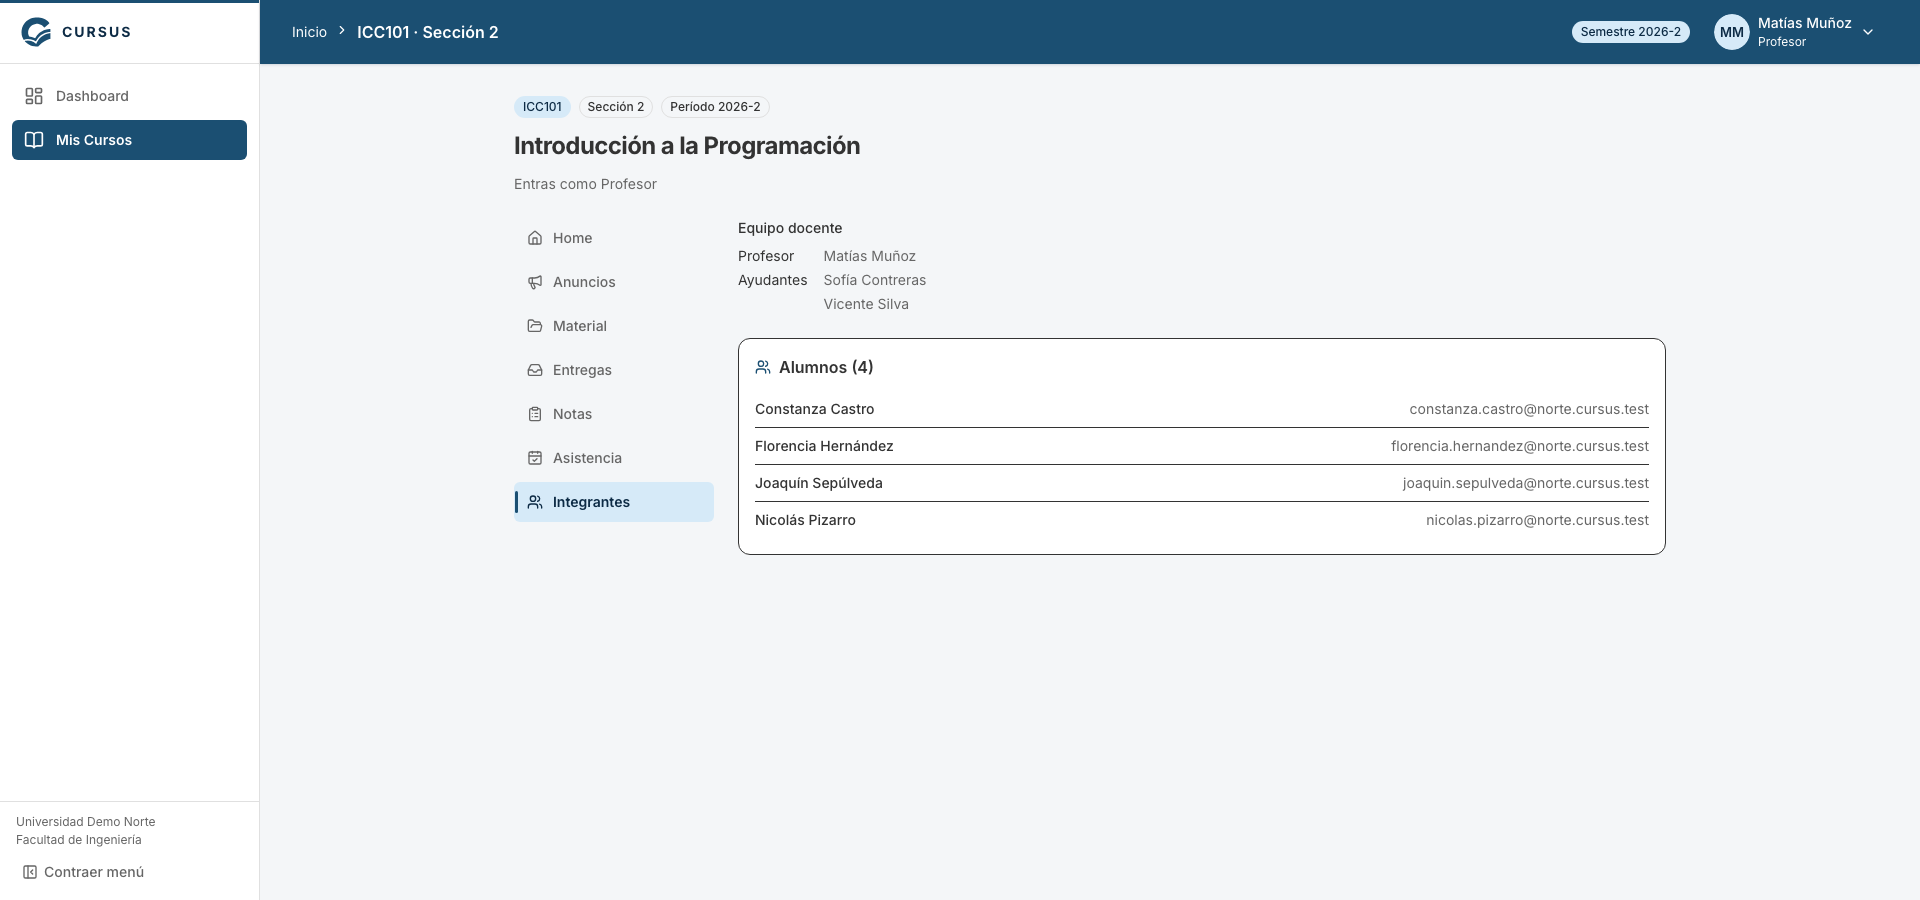 CURSUS
Dashboard
Mis Cursos
Universidad Demo Norte
Facultad de Ingeniería
Contraer menú
Inicio
ICC101 · Sección 2
Semestre 2026-2
MM
Matías Muñoz
Profesor
ICC101 Sección 2 Período 2026-2
Introducción a la Programación
Entras como Profesor
Home
Anuncios
Material
Entregas
Notas
Asistencia
Integrantes
Equipo docente
Profesor Matías Muñoz
Ayudantes Sofía Contreras
Vicente Silva
Alumnos (4)
Constanza Castro constanza.castro@norte.cursus.test
Florencia Hernández florencia.hernandez@norte.cursus.test
Joaquín Sepúlveda joaquin.sepulveda@norte.cursus.test
Nicolás Pizarro nicolas.pizarro@norte.cursus.test